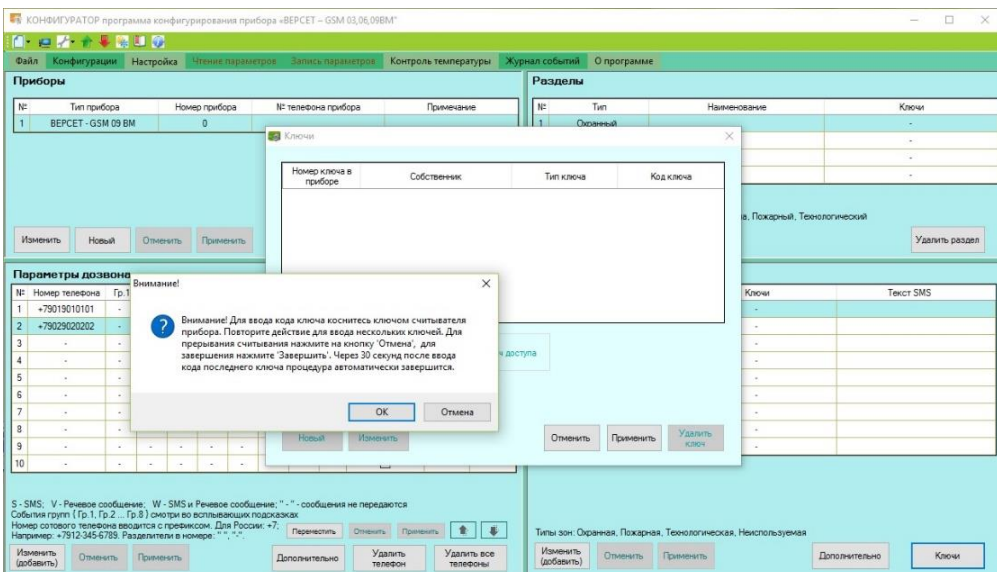 КОНФИГУРАТОР программа конфигурирования прибора «ВЕРСЕТ – GSM 03,06,09ВМ"
Файл Конфигурации Настройка Чтение параметров Запись параметров Контроль температуры Журнал событий О программе
Приборы
№ Тип прибора Номер прибора № телефона прибора Примечание
1 ВЕРСЕТ - GSM 09 ВМ 0
Изменить Новый Отменить Применить
Разделы
№ Тип Наименование Ключи
1 Охранный -
-
-
-
Пожарный, Технологический
Удалить раздел
Ключи
Номер ключа в приборе Собственник Тип ключа Код ключа
доступа
Новый Изменить Отменить Применить Удалить ключ
Внимание!
Внимание! Для ввода кода ключа коснитесь ключом считывателя
прибора. Повторите действие для ввода нескольких ключей. Для
прерывания считывания нажмите на кнопку 'Отмена', для
завершения нажмите 'Завершить'. Через 30 секунд после ввода
кода последнего ключа процедура автоматически завершится.
OK Отмена
Параметры дозвона
№ Номер телефона Гр.1
1 +79019010101 -
2 +79029020202 -
3 - -
4 - -
5 - -
6 - -
7 - -
8 - -
9 - - - - - - -
10 - - - - - - -
S - SMS; V - Речевое сообщение; W - SMS и Речевое сообщение; " - " - сообщения не передаются
События групп ( Гр.1, Гр.2 ... Гр.8 ) смотри во всплывающих подсказках
Номер сотового телефона вводится с префиксом. Для России: +7;
Например: +7912-345-6789. Разделители в номере: " ", "-".
Переместить Отменить Применить
Изменить (добавить) Отменить Применить Дополнительно Удалить телефон Удалить все телефоны
Ключи Текст SMS
-
-
-
-
-
-
-
-
Типы зон: Охранная, Пожарная, Технологическая, Неиспользуемая
Изменить (добавить) Отменить Применить Дополнительно Ключи